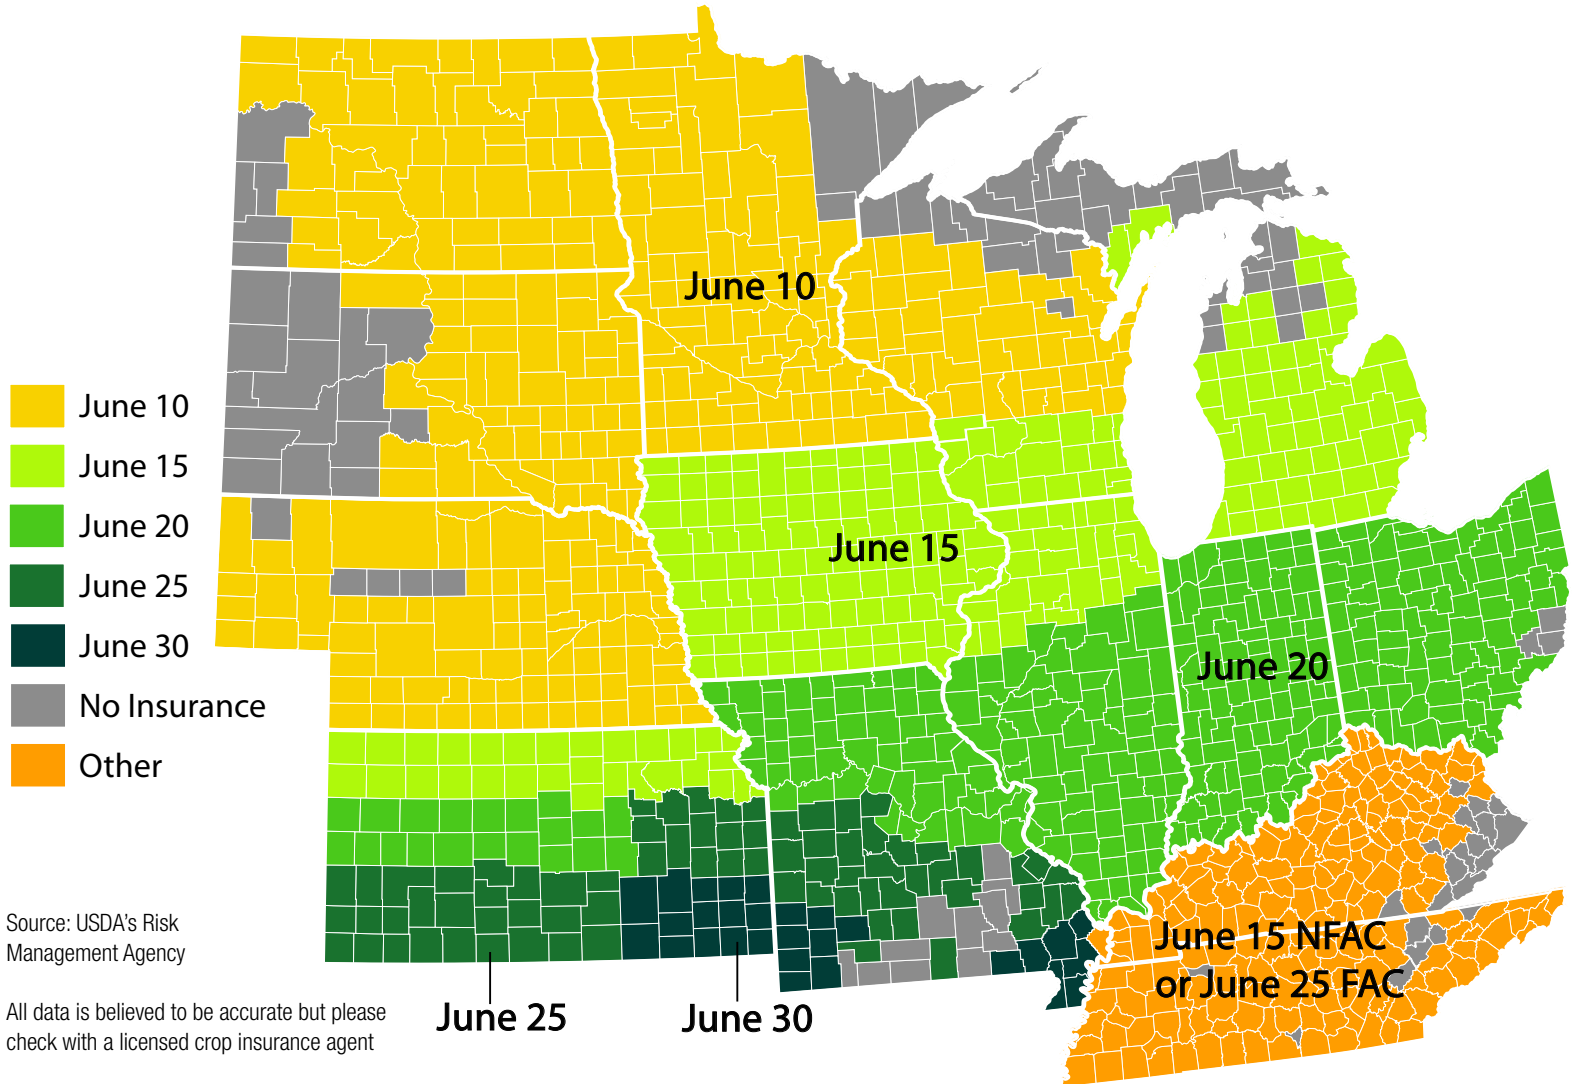 June 10
June 15
June 20
June 25
June 30
No Insurance
Other
Source: USDA's Risk
Management Agency
All data is believed to be accurate but please
check with a licensed crop insurance agent
June 10
June 15
June 20
June 15 NFAC
or June 25 FAC
June 25
June 30